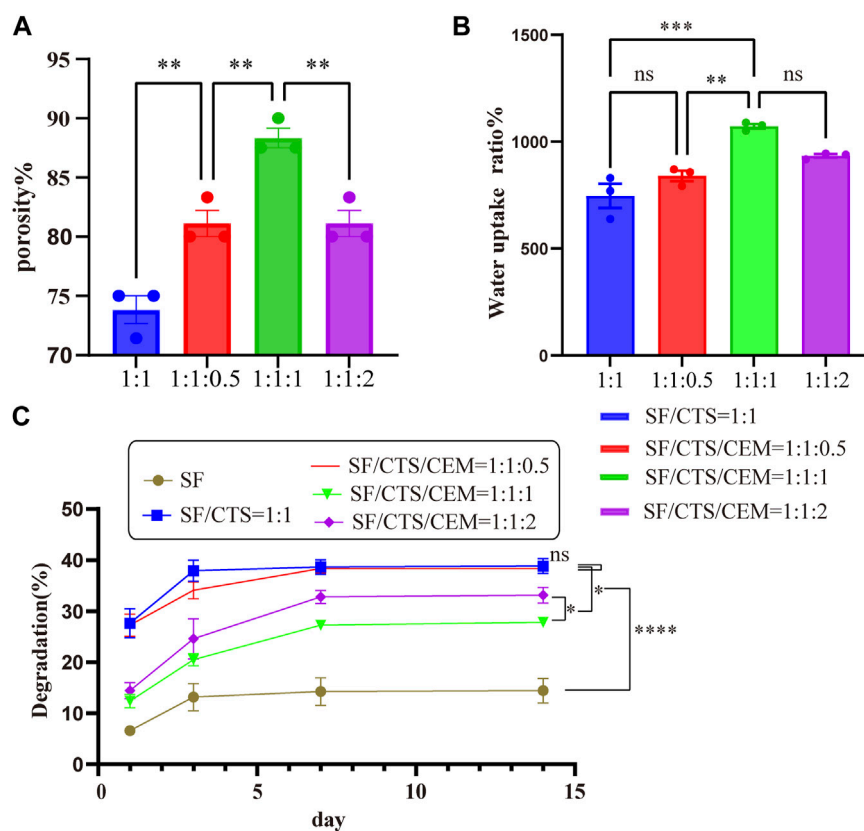 A
** ** **
porosity%
95
90
85
80
75
70
1:1 1:1:0.5 1:1:1 1:1:2
B
***
ns ** ns
Water uptake ratio%
1500
1000
500
0
1:1 1:1:0.5 1:1:1 1:1:2
SF/CTS=1:1
SF/CTS/CEM=1:1:0.5
SF/CTS/CEM=1:1:1
SF/CTS/CEM=1:1:2
C
SF
SF/CTS=1:1
SF/CTS/CEM=1:1:0.5
SF/CTS/CEM=1:1:1
SF/CTS/CEM=1:1:2
Degradation(%)
50
40
30
20
10
0
ns
*
*
****
0 5 10 15
day